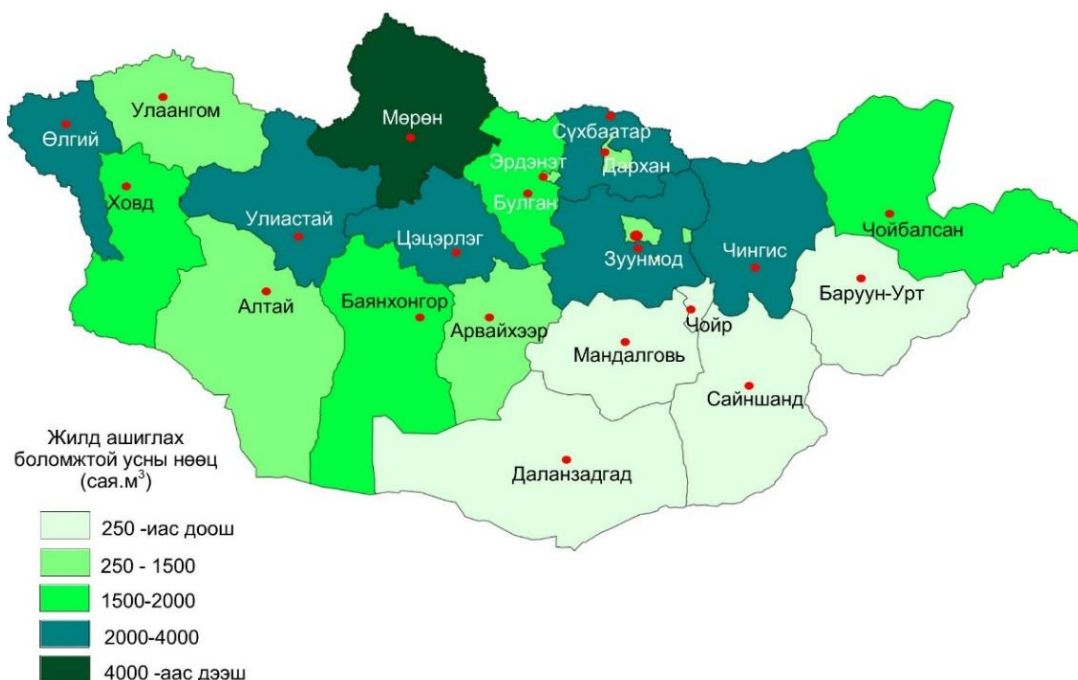 Улаангом
Өлгий
Мөрөн
Сүхбаатар
Эрдэнэт
Дархан
Ховд
Булган
Улиастай
Цэцэрлэг
Чойбалсан
Зуунмод
Чингис
Баруун-Урт
Алтай
Баянхонгор
Арвайхээр
Чойр
Мандалговь
Сайншанд
Даланзадгад
Жилд ашиглах
боломжтой усны нөөц
(сая.м³)
250 -иас доош
250 - 1500
1500-2000
2000-4000
4000 -аас дээш